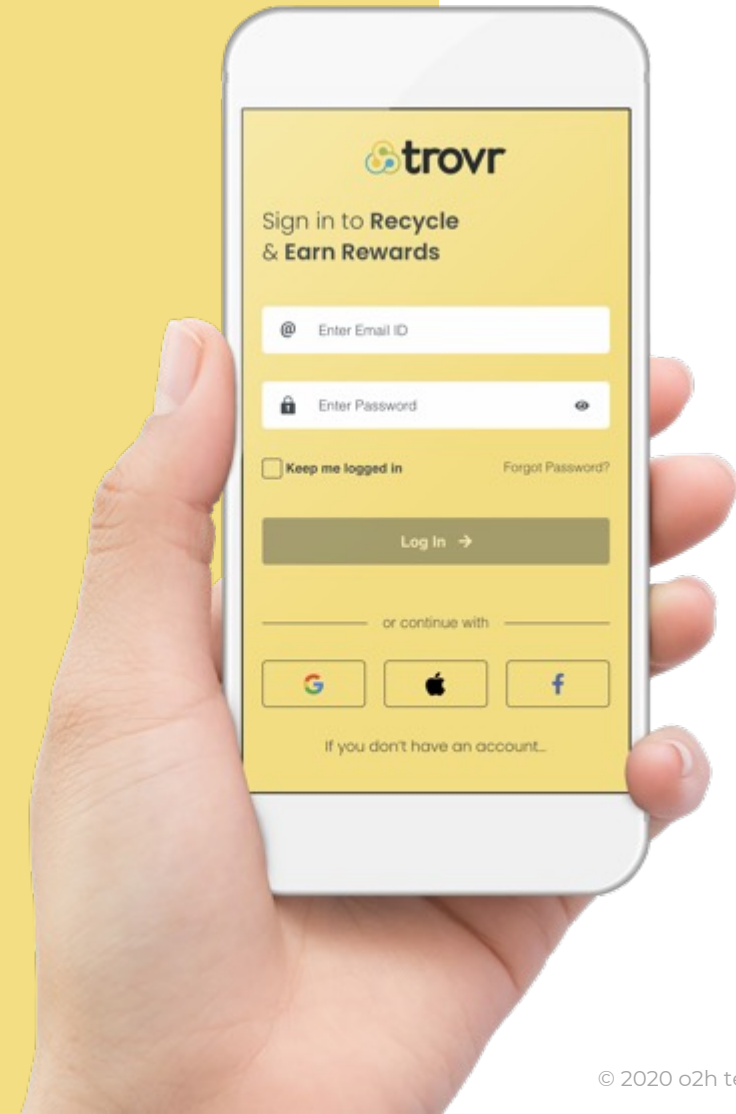 trovr
Sign in to Recycle
& Earn Rewards
@ Enter Email ID
Enter Password
Keep me logged in Forgot Password?
Log In →
or continue with
G f
If you don't have an account...
© 2020 o2h